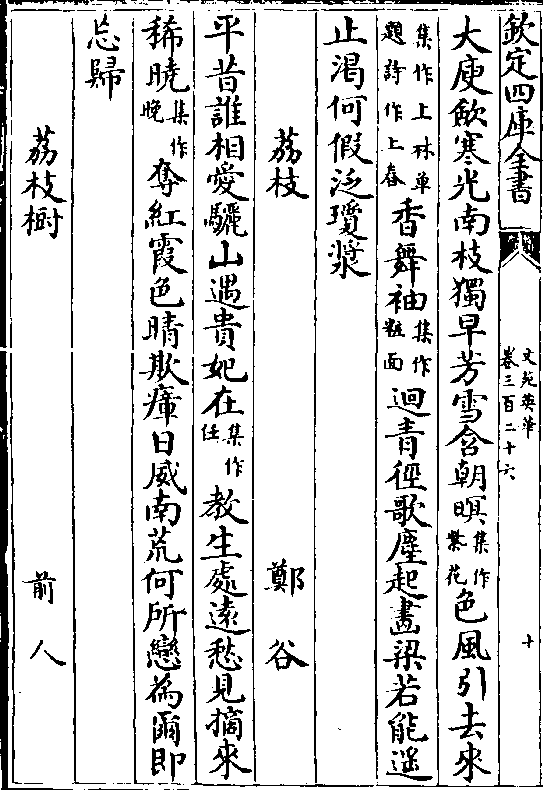 欽定四庫全書
文苑英華
卷三百二十六
十
大庾斂寒光南枝獨早芳雪含朝暝集作繁花色風引去來
集作上林單題詩作上春香舞袖集作粧面迴青徑歌塵起畫梁若能遥
止渴何假泛瓊漿
荔枝 鄭谷
平昔誰相愛驪山遇貴妃在集作任教生處遠愁見摘來
稀曉集作晚奪紅霞色晴欺瘴日威南荒何所戀為爾即
忘歸
荔枝樹 前人